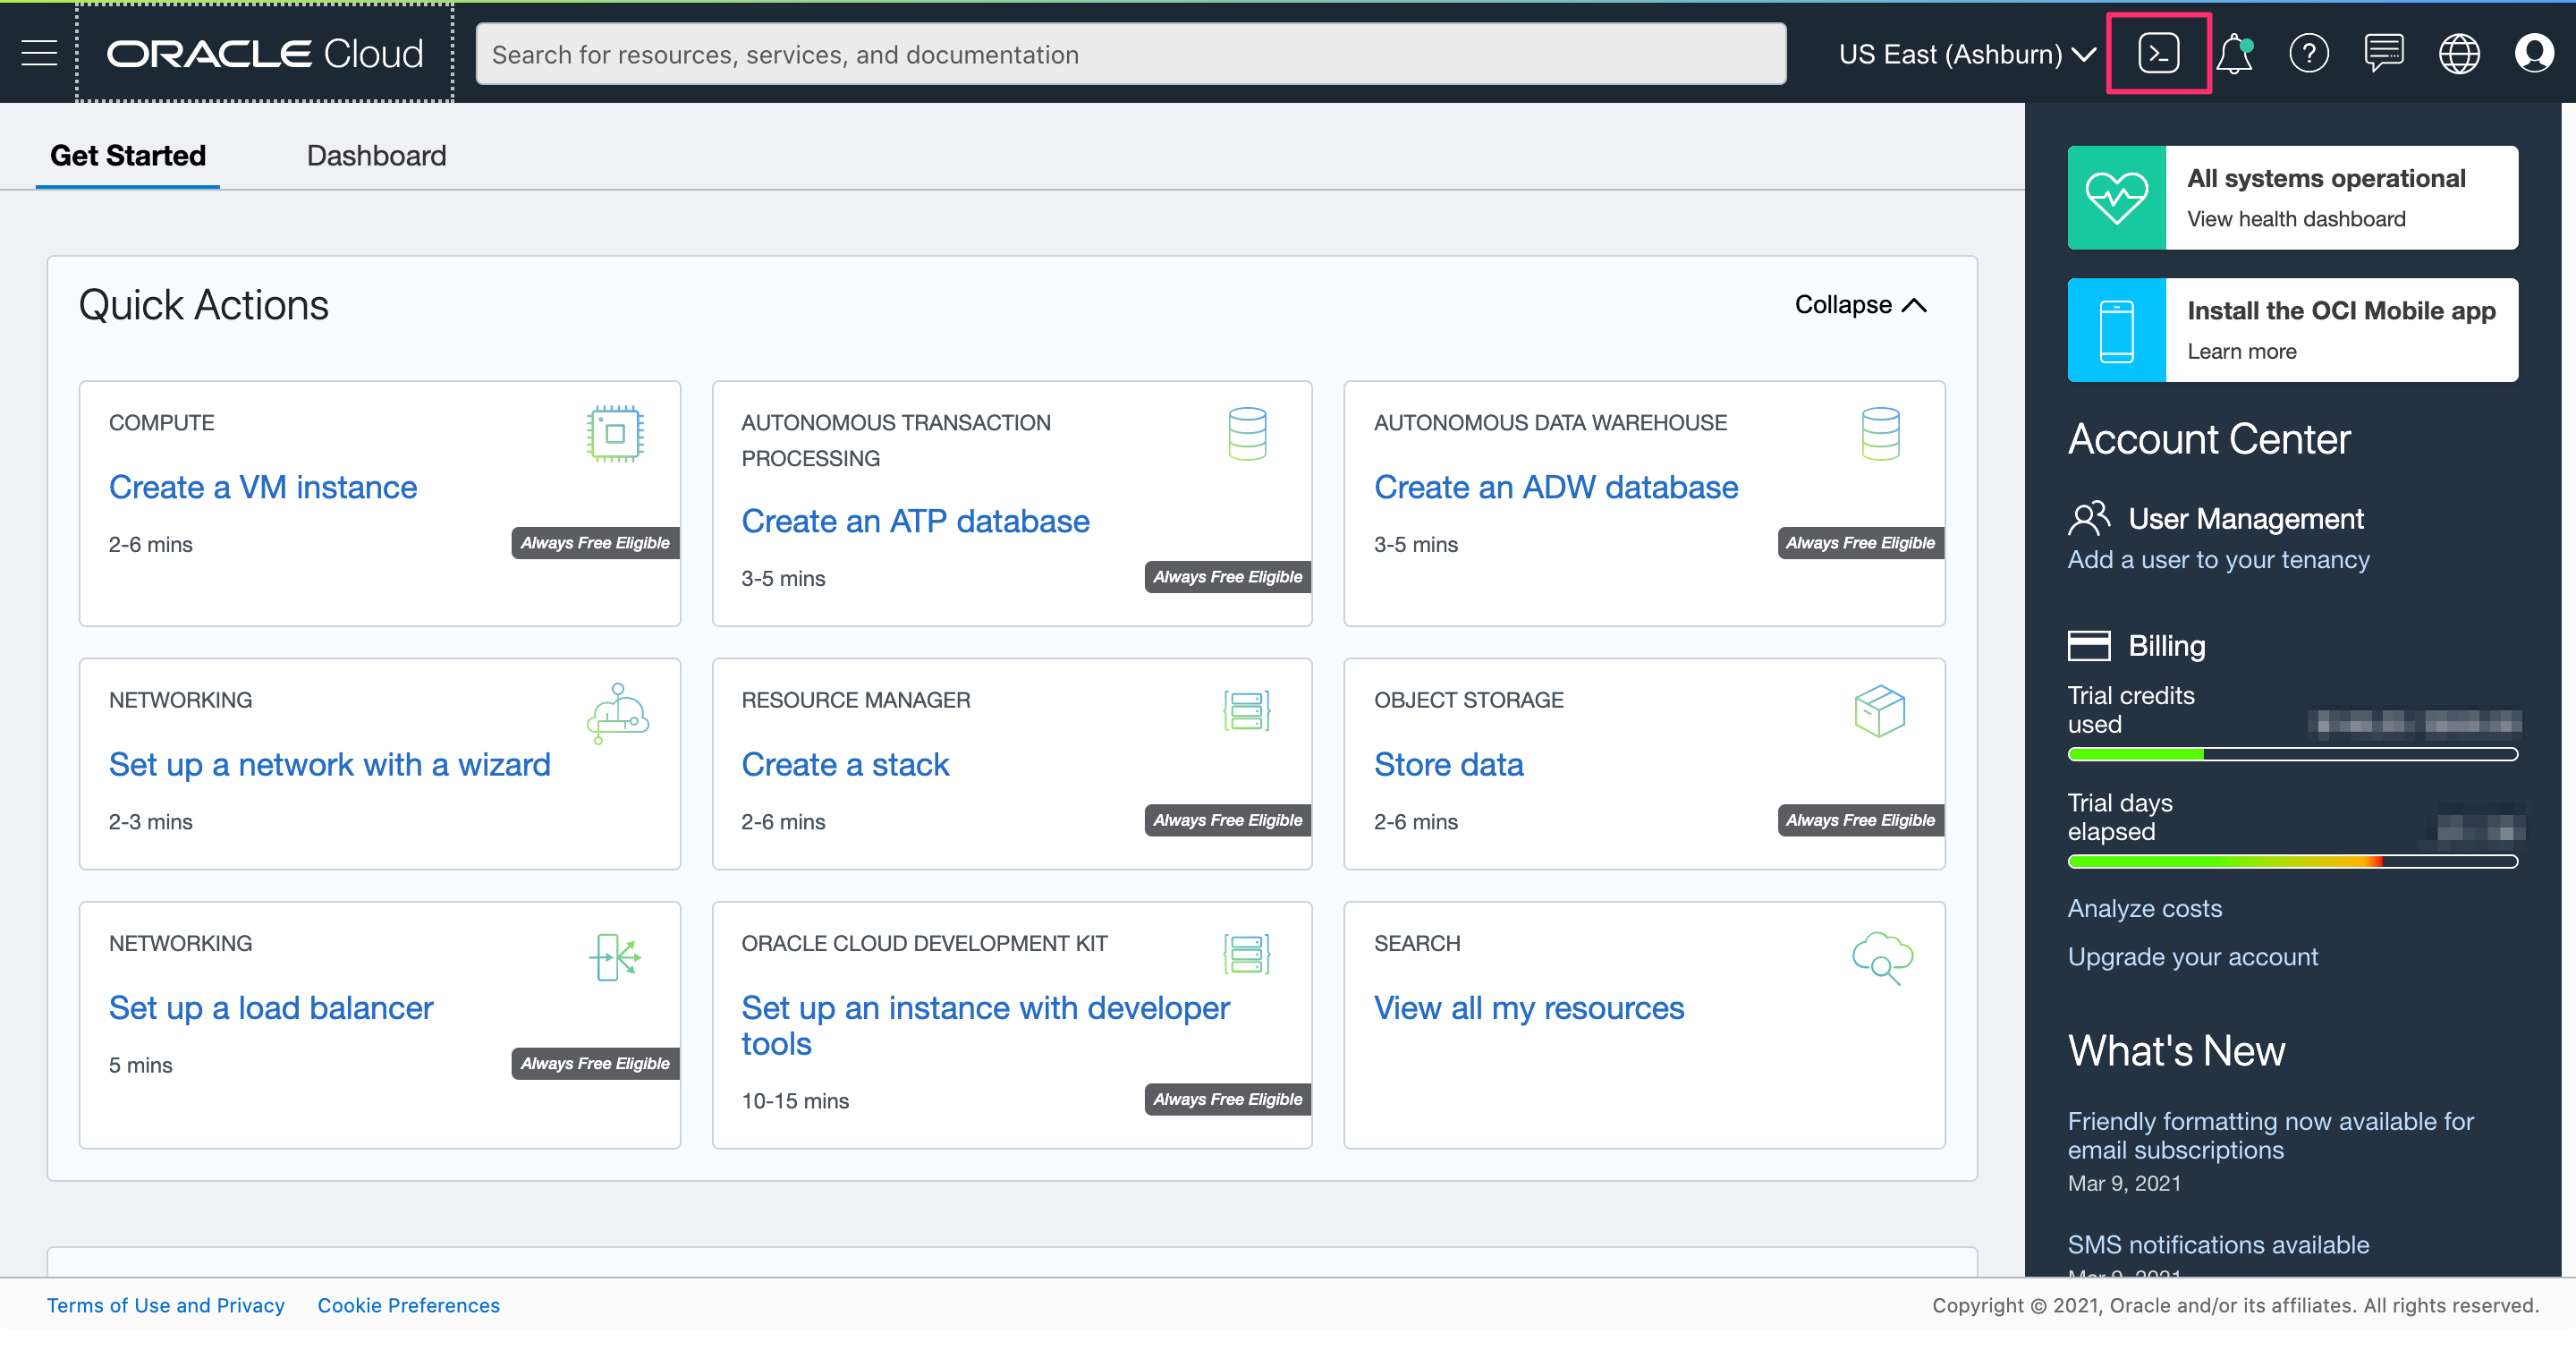 ORACLE Cloud
Search for resources, services, and documentation
US East (Ashburn)
Get Started
Dashboard
Quick Actions
Collapse
COMPUTE
Create a VM instance
2-6 mins
Always Free Eligible
AUTONOMOUS TRANSACTION
PROCESSING
Create an ATP database
3-5 mins
Always Free Eligible
AUTONOMOUS DATA WAREHOUSE
Create an ADW database
3-5 mins
Always Free Eligible
NETWORKING
Set up a network with a wizard
2-3 mins
RESOURCE MANAGER
Create a stack
2-6 mins
Always Free Eligible
OBJECT STORAGE
Store data
2-6 mins
Always Free Eligible
NETWORKING
Set up a load balancer
5 mins
Always Free Eligible
ORACLE CLOUD DEVELOPMENT KIT
Set up an instance with developer
tools
10-15 mins
Always Free Eligible
SEARCH
View all my resources
All systems operational
View health dashboard
Install the OCI Mobile app
Learn more
Account Center
User Management
Add a user to your tenancy
Billing
Trial credits
used
Trial days
elapsed
Analyze costs
Upgrade your account
What's New
Friendly formatting now available for
email subscriptions
Mar 9, 2021
SMS notifications available
Mar 9, 2021
Terms of Use and Privacy
Cookie Preferences
Copyright © 2021, Oracle and/or its affiliates. All rights reserved.